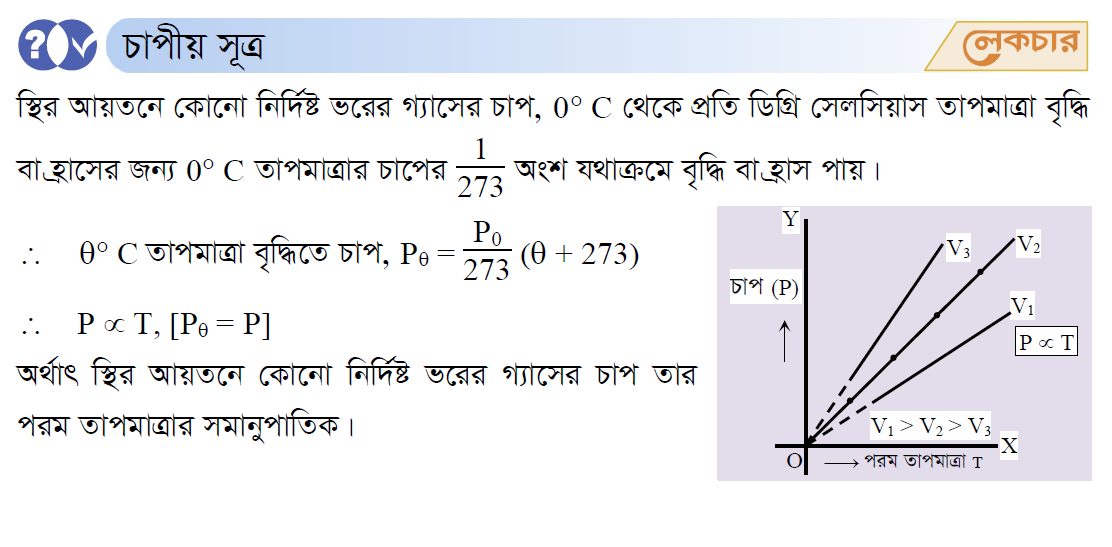 চাপীয় সূত্র
লেকচার
স্থির আয়তনে কোনো নির্দিষ্ট ভরের গ্যাসের চাপ, 0° C থেকে প্রতি ডিগ্রি সেলসিয়াস তাপমাত্রা বৃদ্ধি
বা হ্রাসের জন্য 0° C তাপমাত্রার চাপের 1/273 অংশ যথাক্রমে বৃদ্ধি বা হ্রাস পায়।
∴ θ° C তাপমাত্রা বৃদ্ধিতে চাপ, Pθ = P₀/273 (θ + 273)
∴ P ∝ T, [Pθ = P]
অর্থাৎ স্থির আয়তনে কোনো নির্দিষ্ট ভরের গ্যাসের চাপ তার
পরম তাপমাত্রার সমানুপাতিক।
Y
V₃
V₂
চাপ (P)
V₁
P ∝ T
V₁ > V₂ > V₃
X
O
→ পরম তাপমাত্রা T